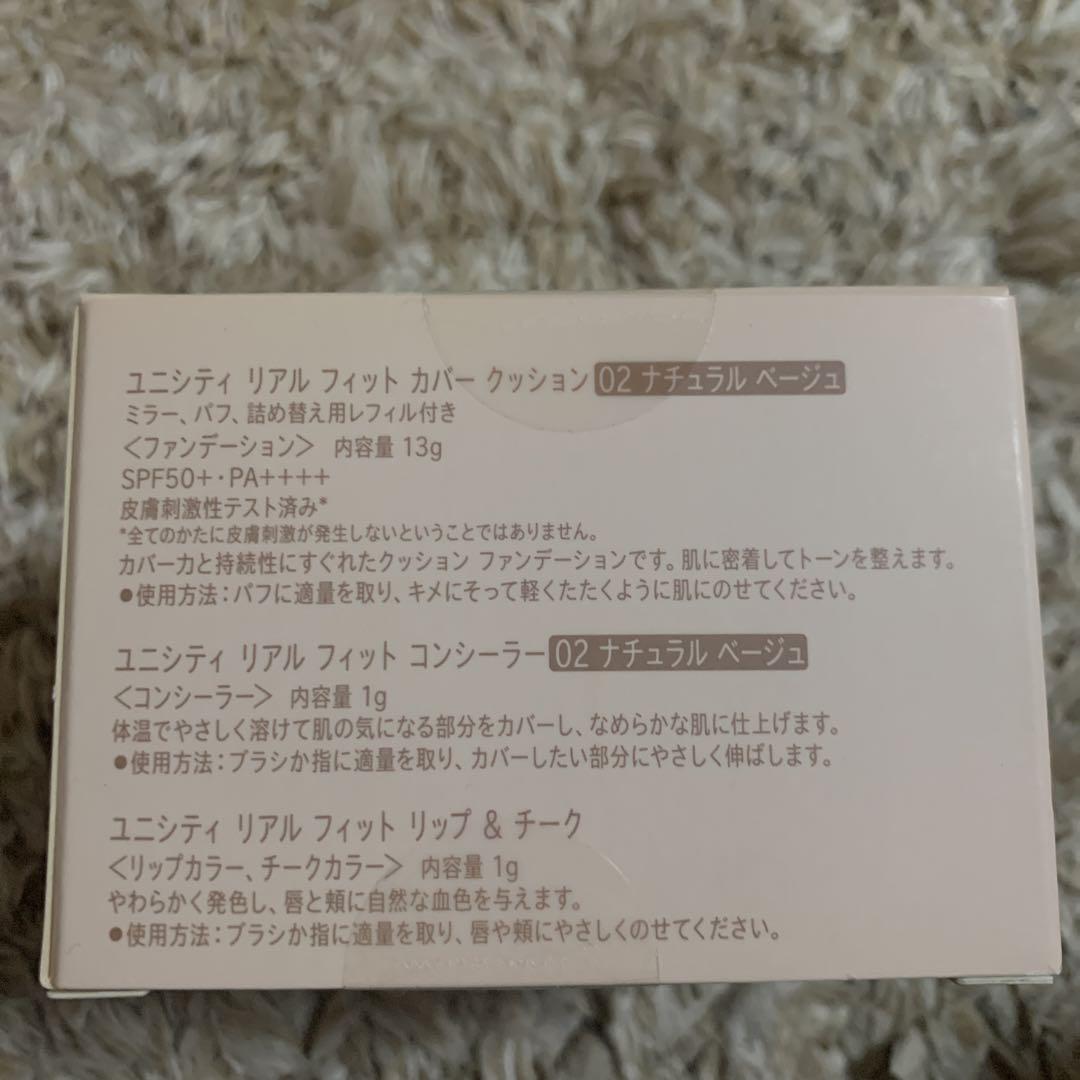 ユニシティ リアル フィット カバー クッション 02 ナチュラル ベージュ
ミラー、パフ、詰め替え用レフィル付き
＜ファンデーション＞ 内容量 13g
SPF50+・PA++++
皮膚刺激性テスト済み*
*全てのかたに皮膚刺激が発生しないということではありません。
カバー力と持続性にすぐれたクッション ファンデーションです。肌に密着してトーンを整えます。
●使用方法：パフに適量を取り、キメにそって軽くたたくように肌にのせてください。
ユニシティ リアル フィット コンシーラー 02 ナチュラル ベージュ
＜コンシーラー＞ 内容量 1g
体温でやさしく溶けて肌の気になる部分をカバーし、なめらかな肌に仕上げます。
●使用方法：ブラシか指に適量を取り、カバーしたい部分にやさしく伸ばします。
ユニシティ リアル フィット リップ & チーク
＜リップカラー、チークカラー＞ 内容量 1g
やわらかく発色し、唇と頬に自然な血色を与えます。
●使用方法：ブラシか指に適量を取り、唇や頬にやさしくのせてください。